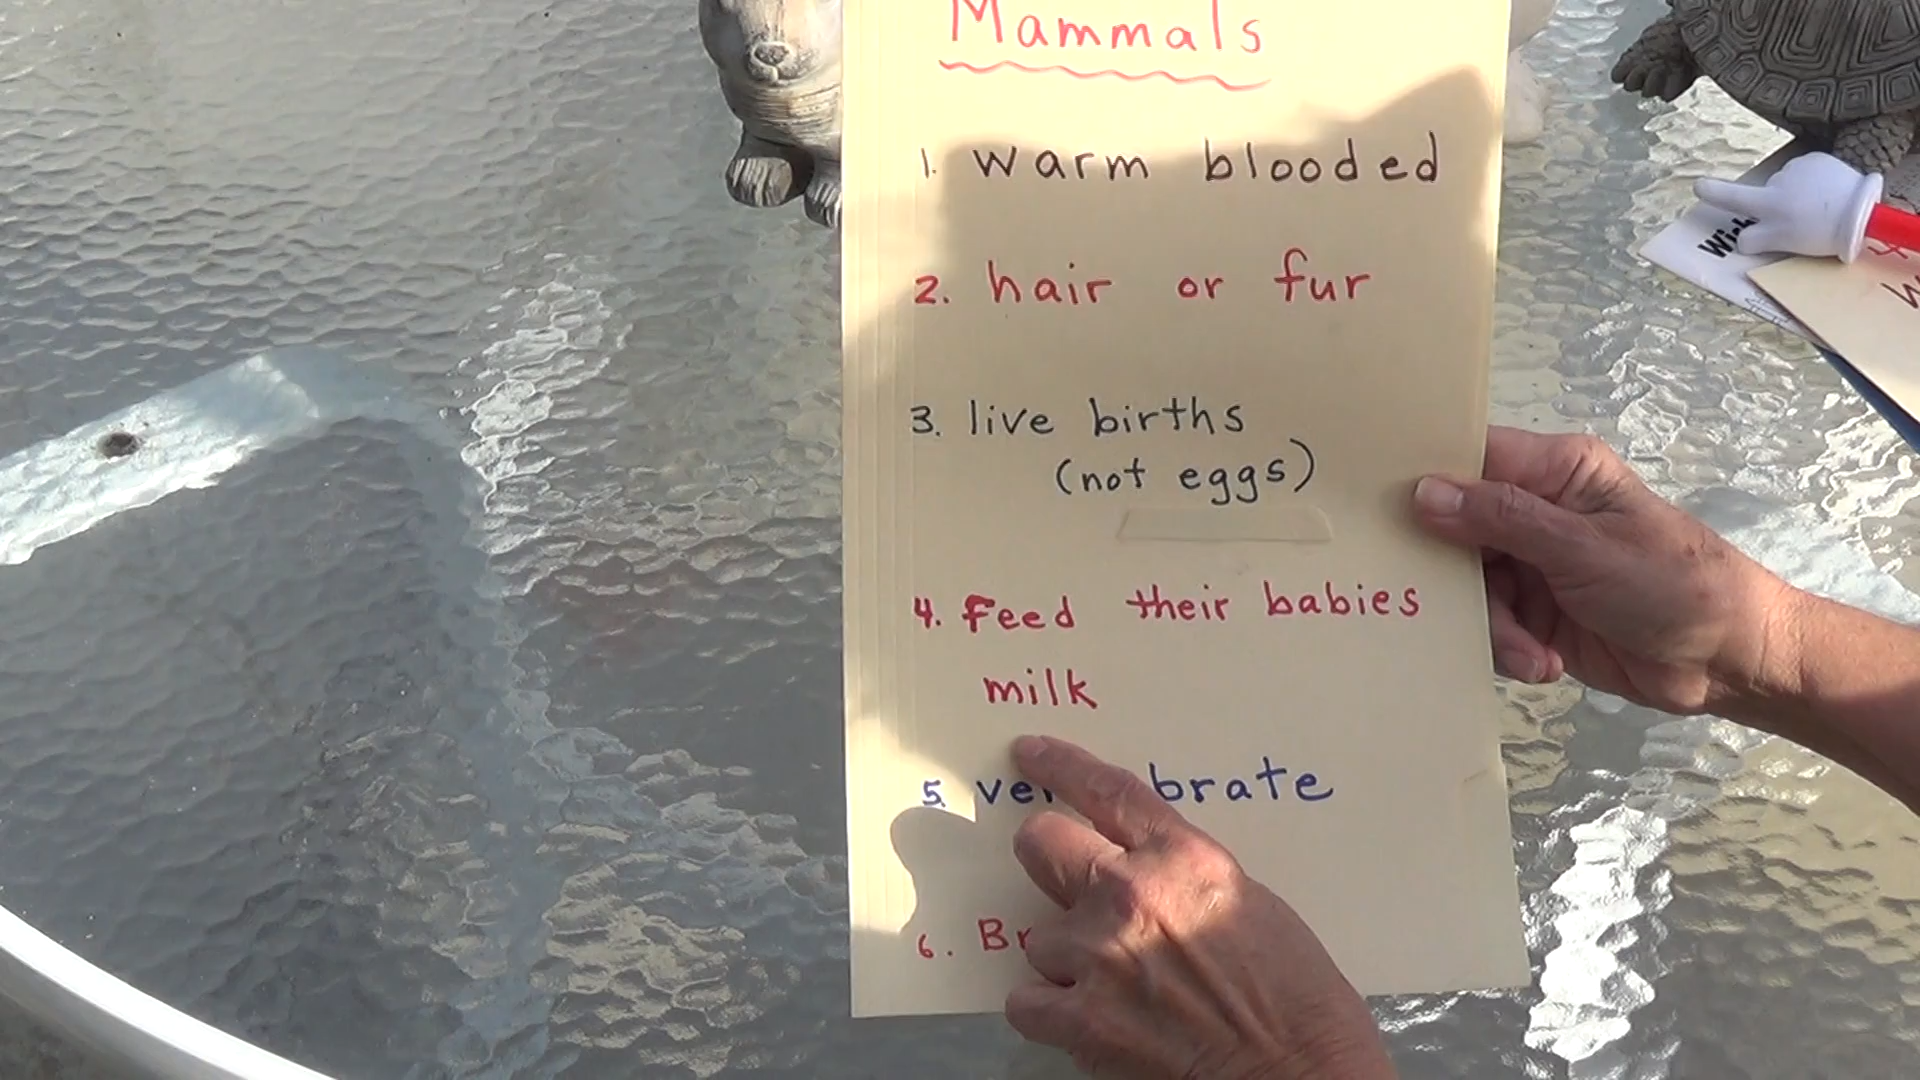 Mammals
1. warm blooded
2. hair or fur
3. live births
(not eggs)
4. Feed their babies
milk
5. brate
6. Br